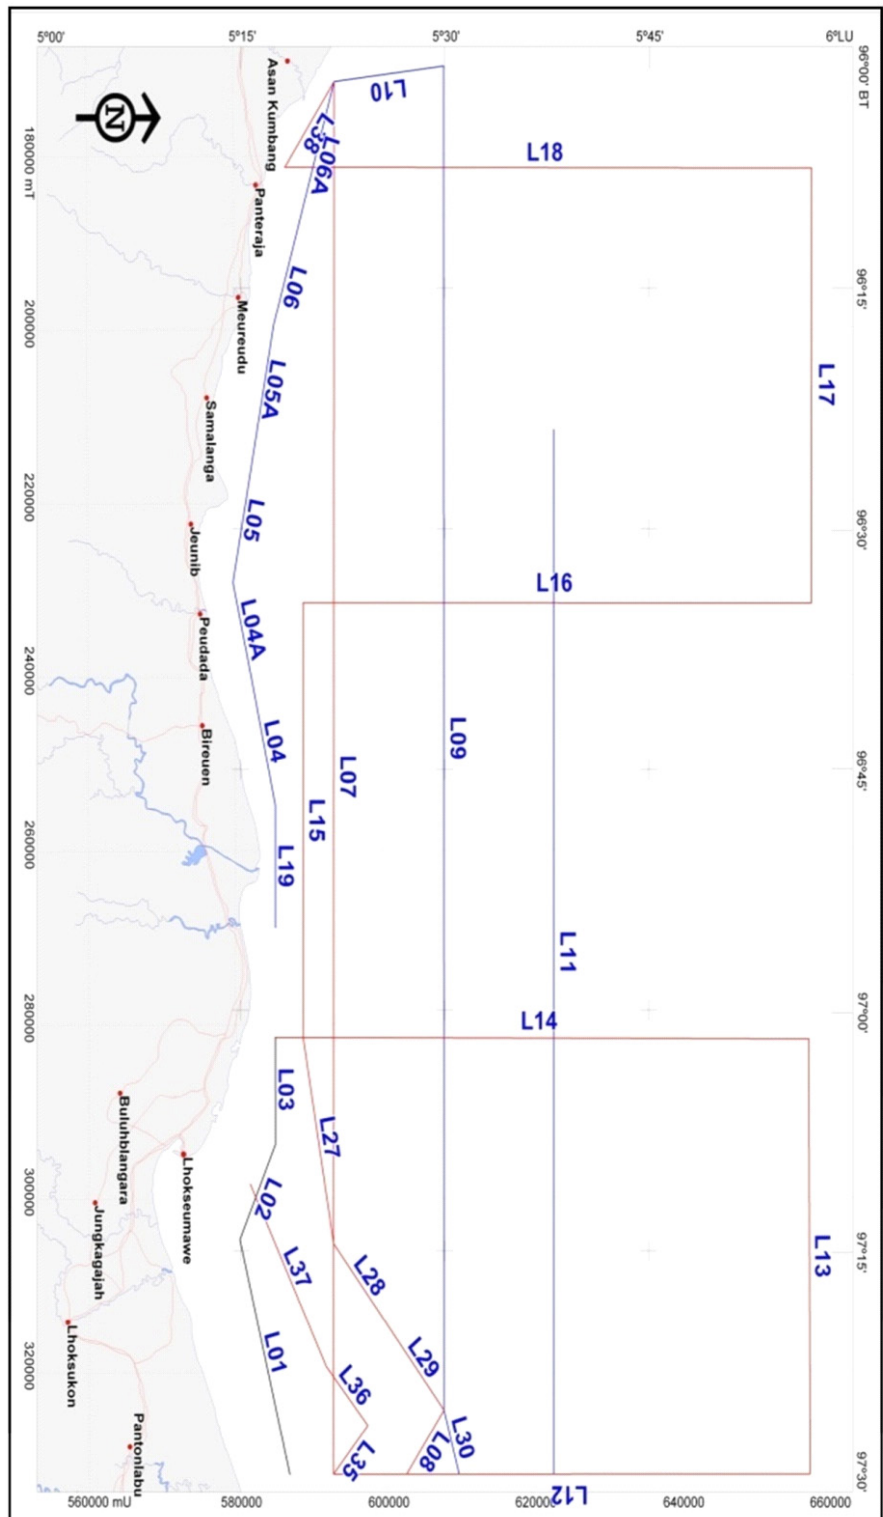 5°00'
5°15'
5°30'
5°45'
6°LU
96°00' BT
96°15'
96°30'
96°45'
97°00'
97°15'
97°30'
180000 mT
200000
220000
240000
260000
280000
300000
320000
560000 mU
580000
600000
620000
640000
660000
N
Asan Kumbang
Panteraja
Meureudu
Samalanga
Jeunib
Peudada
Bireuen
Buluhblangara
Lhokseumawe
Jungkagajah
Lhoksukon
Pantonlabu
L10
L38
L06A
L18
L06
L05A
L17
L05
L16
L04A
L04
L09
L07
L15
L19
L11
L14
L03
L27
L02
L37
L28
L13
L01
L29
L36
L30
L08
L35
L12